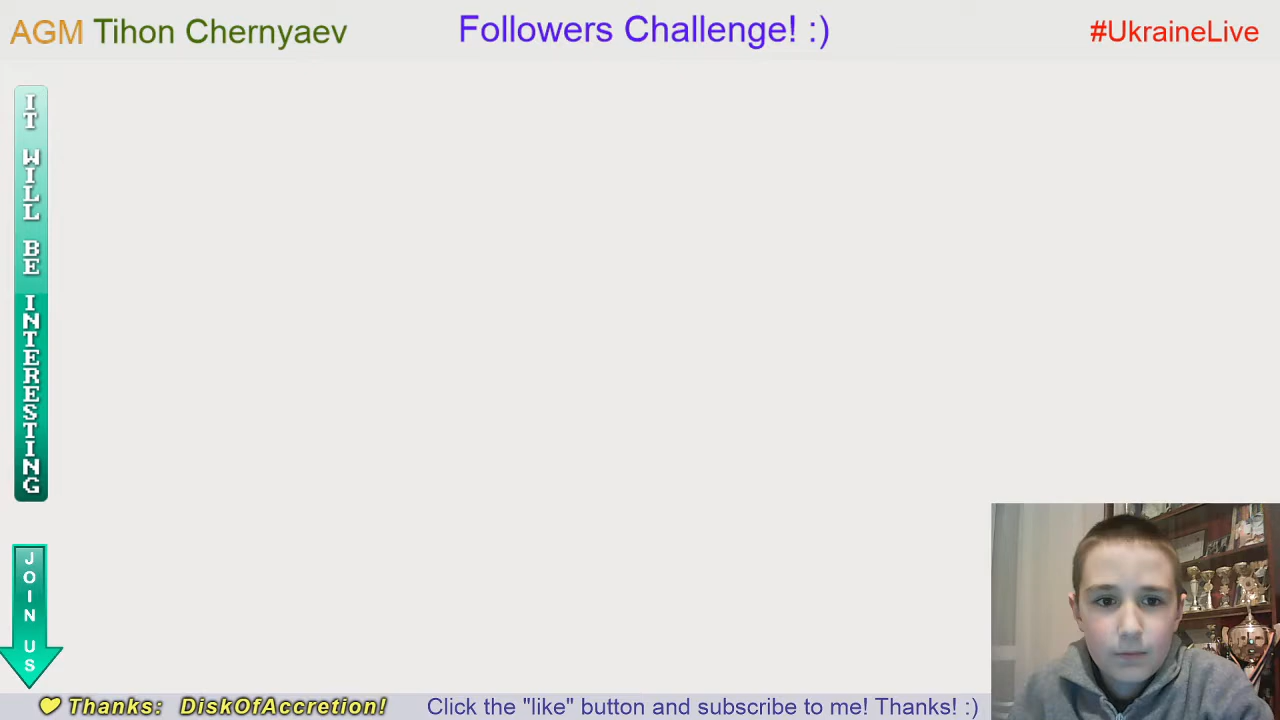 AGM Tihon Chernyaev
Followers Challenge! :)
#UkraineLive
IT WILL BE INTERESTING
JOIN US
Thanks: DiskOfAccretion!
Click the "like" button and subscribe to me! Thanks! :)